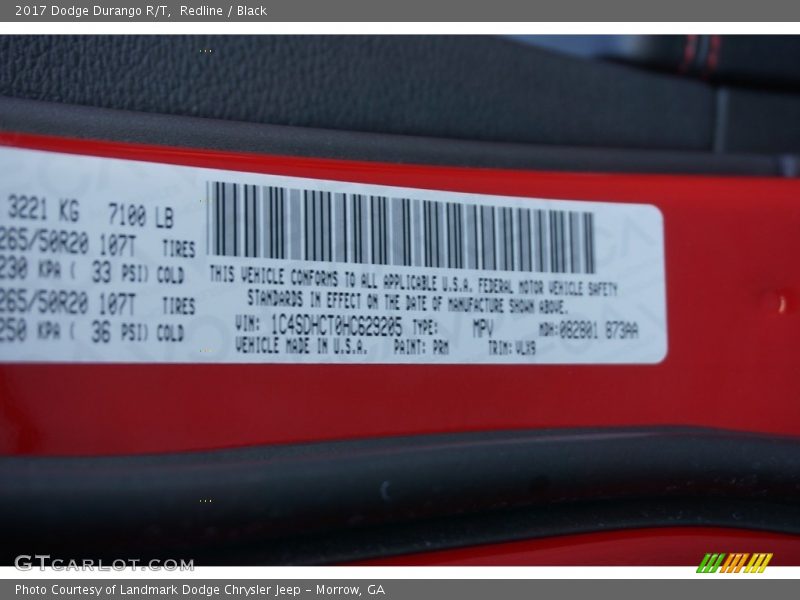 2017 Dodge Durango R/T, Redline / Black
3221 KG 7100 LB
265/50R20 107T TIRES
230 KPA ( 33 PSI) COLD
265/50R20 107T TIRES
250 KPA ( 36 PSI) COLD
THIS VEHICLE CONFORMS TO ALL APPLICABLE U.S.A. FEDERAL MOTOR VEHICLE SAFETY
STANDARDS IN EFFECT ON THE DATE OF MANUFACTURE SHOWN ABOVE.
VIN: 1C4SDHCT0HC629205 TYPE: MPV MDH:082801 873AA
VEHICLE MADE IN U.S.A. PAINT: PRM TRIM:VLX9
GTCARLOT.COM
Photo Courtesy of Landmark Dodge Chrysler Jeep – Morrow, GA